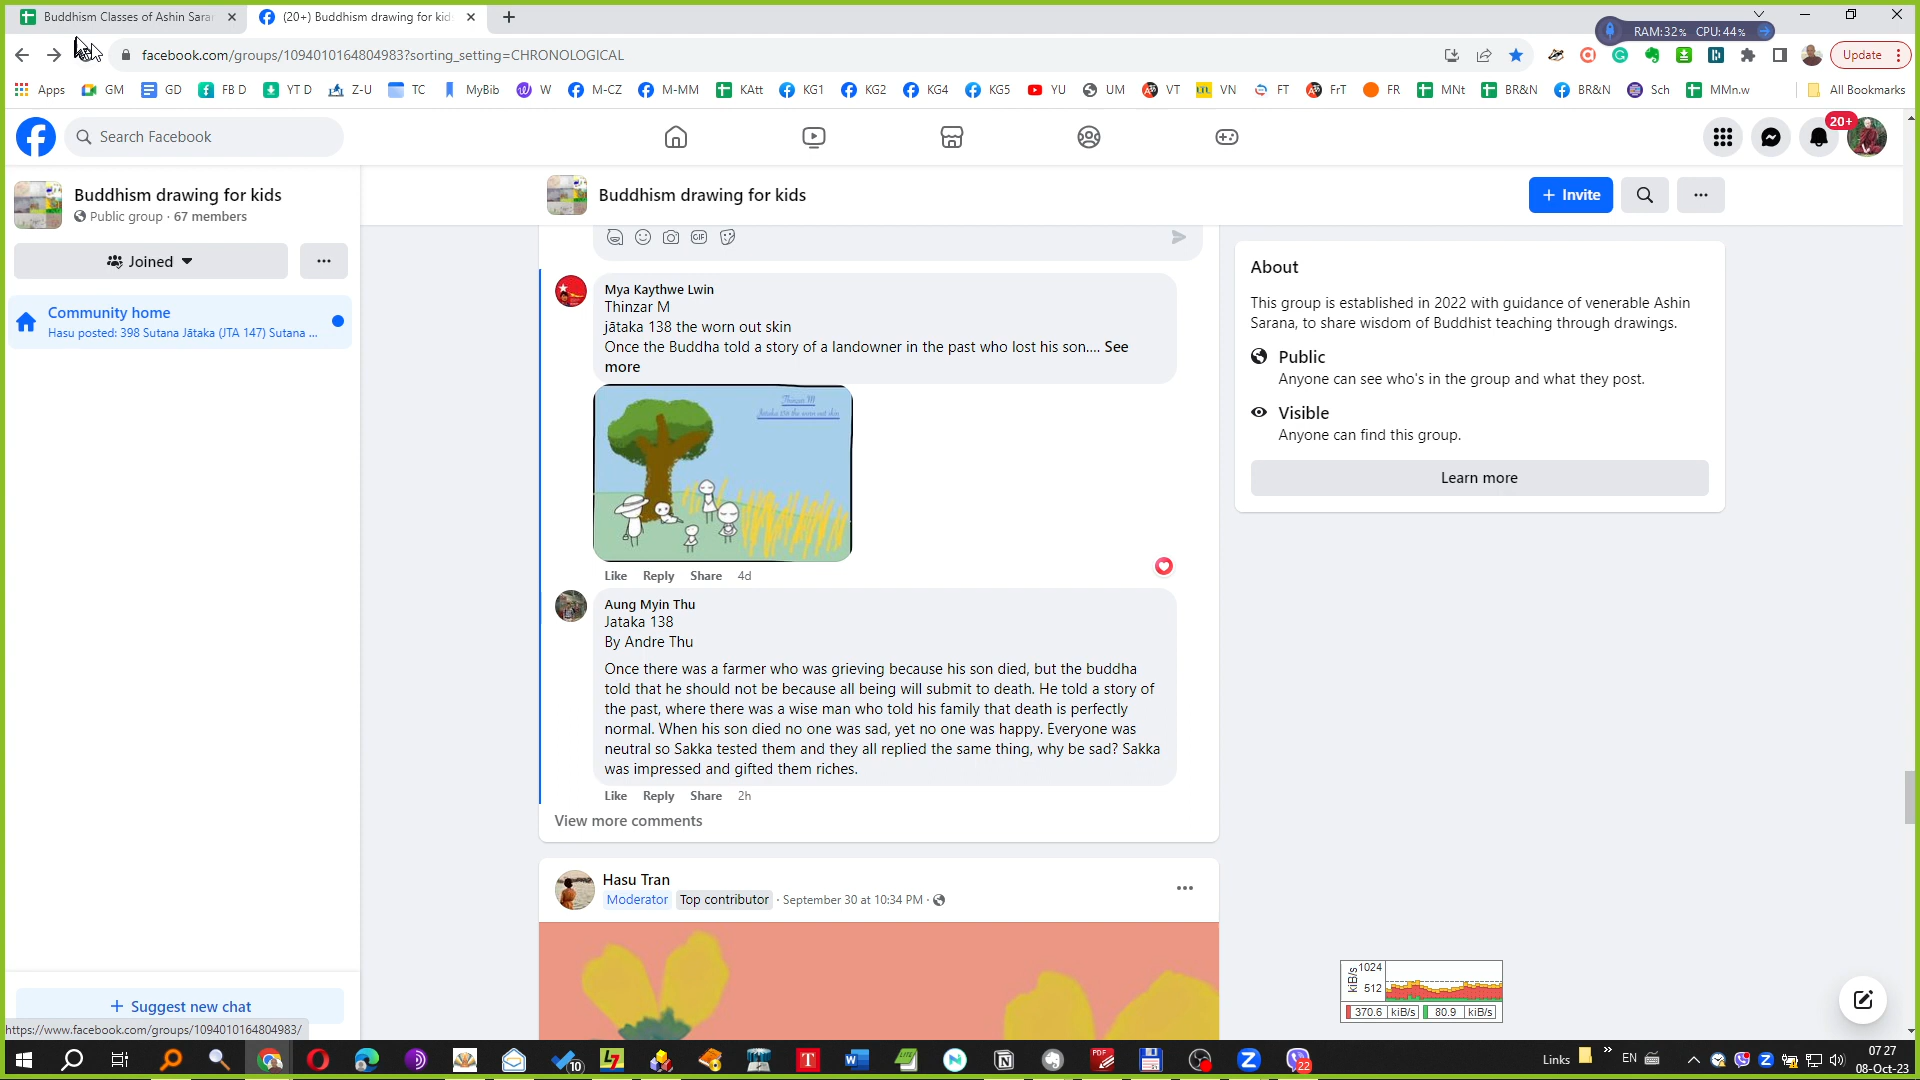 Buddhism Classes of Ashin Sarar
(20+) Buddhism drawing for kids
RAM:32% CPU:44%
facebook.com/groups/1094010164804983?sorting_setting=CHRONOLOGICAL
Update
Apps GM GD FB D YT D Z-U TC MyBib W M-CZ M-MM KAtt KG1 KG2 KG4 KG5 YU UM VT VN FT FrT FR MNt BR&N BR&N Sch MMn.w All Bookmarks
Search Facebook
20+
Buddhism drawing for kids
Public group · 67 members
Joined
Community home
Hasu posted: 398 Sutana Jātaka (JTA 147) Sutana ...
Buddhism drawing for kids
+ Invite
GIF
Mya Kaythwe Lwin
Thinzar M
jātaka 138 the worn out skin
Once the Buddha told a story of a landowner in the past who lost his son.... See
more
Thinzar M
Jataka 138 the worn out skin
Like Reply Share 4d
Aung Myin Thu
Jataka 138
By Andre Thu
Once there was a farmer who was grieving because his son died, but the buddha
told that he should not be because all being will submit to death. He told a story of
the past, where there was a wise man who told his family that death is perfectly
normal. When his son died no one was sad, yet no one was happy. Everyone was
neutral so Sakka tested them and they all replied the same thing, why be sad? Sakka
was impressed and gifted them riches.
Like Reply Share 2h
View more comments
Hasu Tran
Moderator Top contributor · September 30 at 10:34 PM ·
About
This group is established in 2022 with guidance of venerable Ashin
Sarana, to share wisdom of Buddhist teaching through drawings.
Public
Anyone can see who's in the group and what they post.
Visible
Anyone can find this group.
Learn more
kiB/s 1024
512
370.6 kiB/s 80.9 kiB/s
+ Suggest new chat
https://www.facebook.com/groups/1094010164804983/
10
22
Links
EN
07 27
08-Oct-23